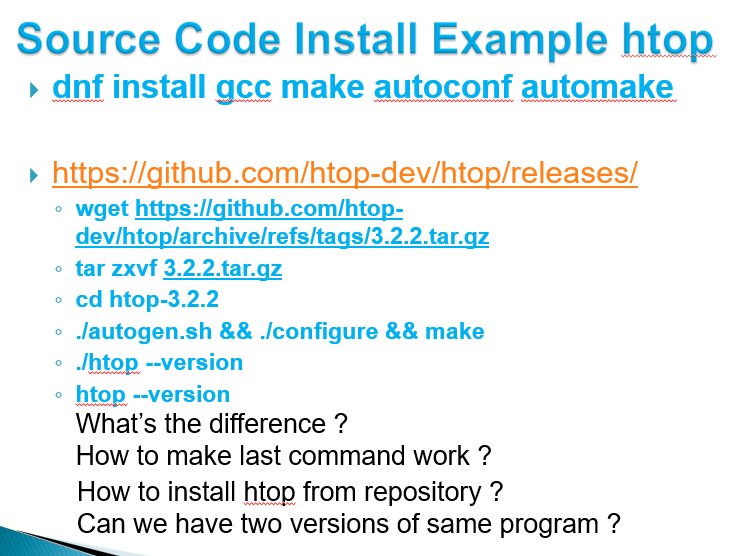 Source Code Install Example htop
dnf install gcc make autoconf automake
https://github.com/htop-dev/htop/releases/
wget https://github.com/htop-
dev/htop/archive/refs/tags/3.2.2.tar.gz
tar zxvf 3.2.2.tar.gz
cd htop-3.2.2
./autogen.sh && ./configure && make
./htop --version
htop --version
What’s the difference ?
How to make last command work ?
How to install htop from repository ?
Can we have two versions of same program ?